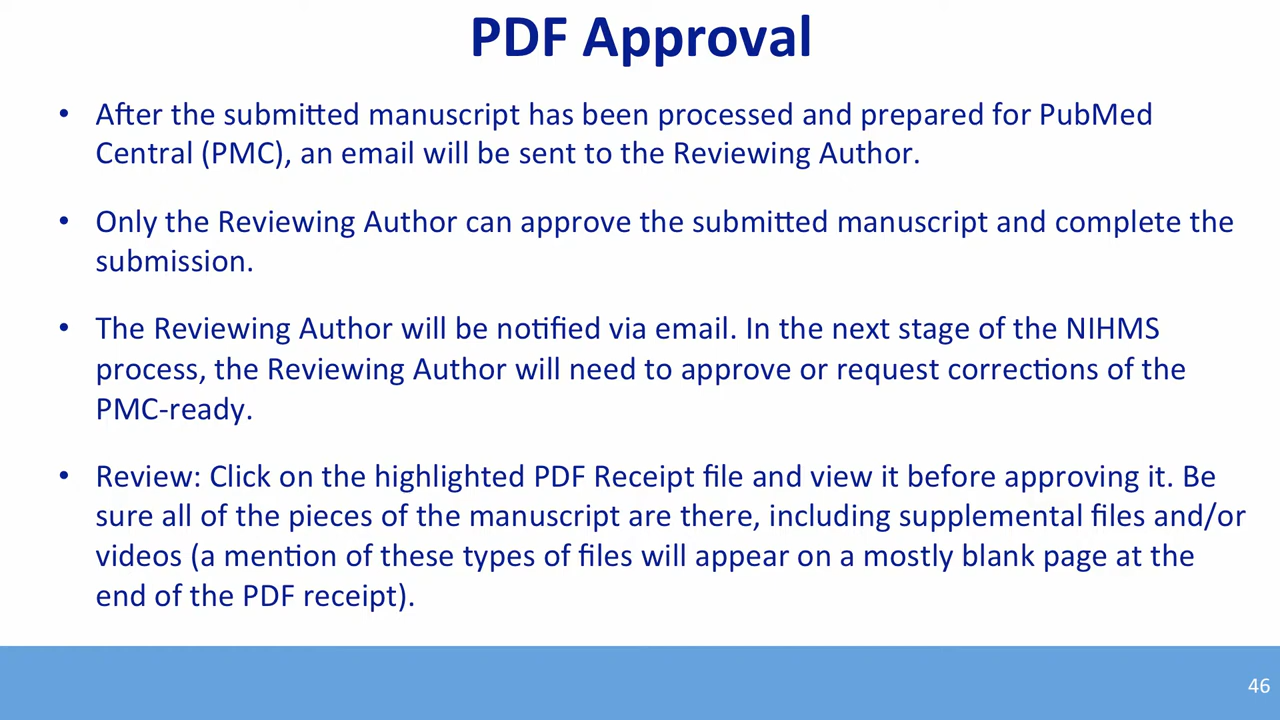 PDF Approval
• After the submitted manuscript has been processed and prepared for PubMed
Central (PMC), an email will be sent to the Reviewing Author.
• Only the Reviewing Author can approve the submitted manuscript and complete the
submission.
• The Reviewing Author will be notified via email. In the next stage of the NIHMS
process, the Reviewing Author will need to approve or request corrections of the
PMC-ready.
• Review: Click on the highlighted PDF Receipt file and view it before approving it. Be
sure all of the pieces of the manuscript are there, including supplemental files and/or
videos (a mention of these types of files will appear on a mostly blank page at the
end of the PDF receipt).
46